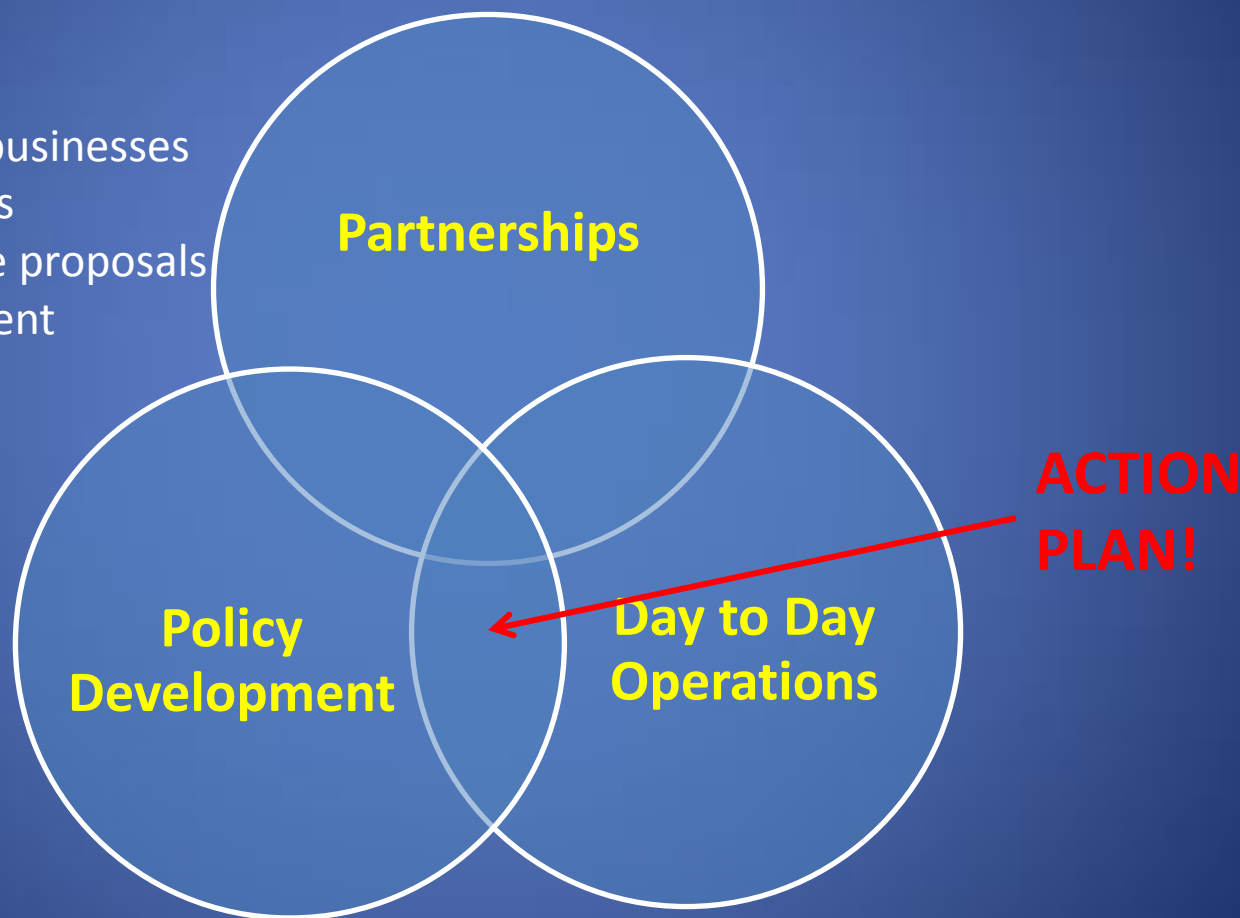 businesses
s
e proposals
ent
Partnerships
ACTION
PLAN!
Policy
Development
Day to Day
Operations